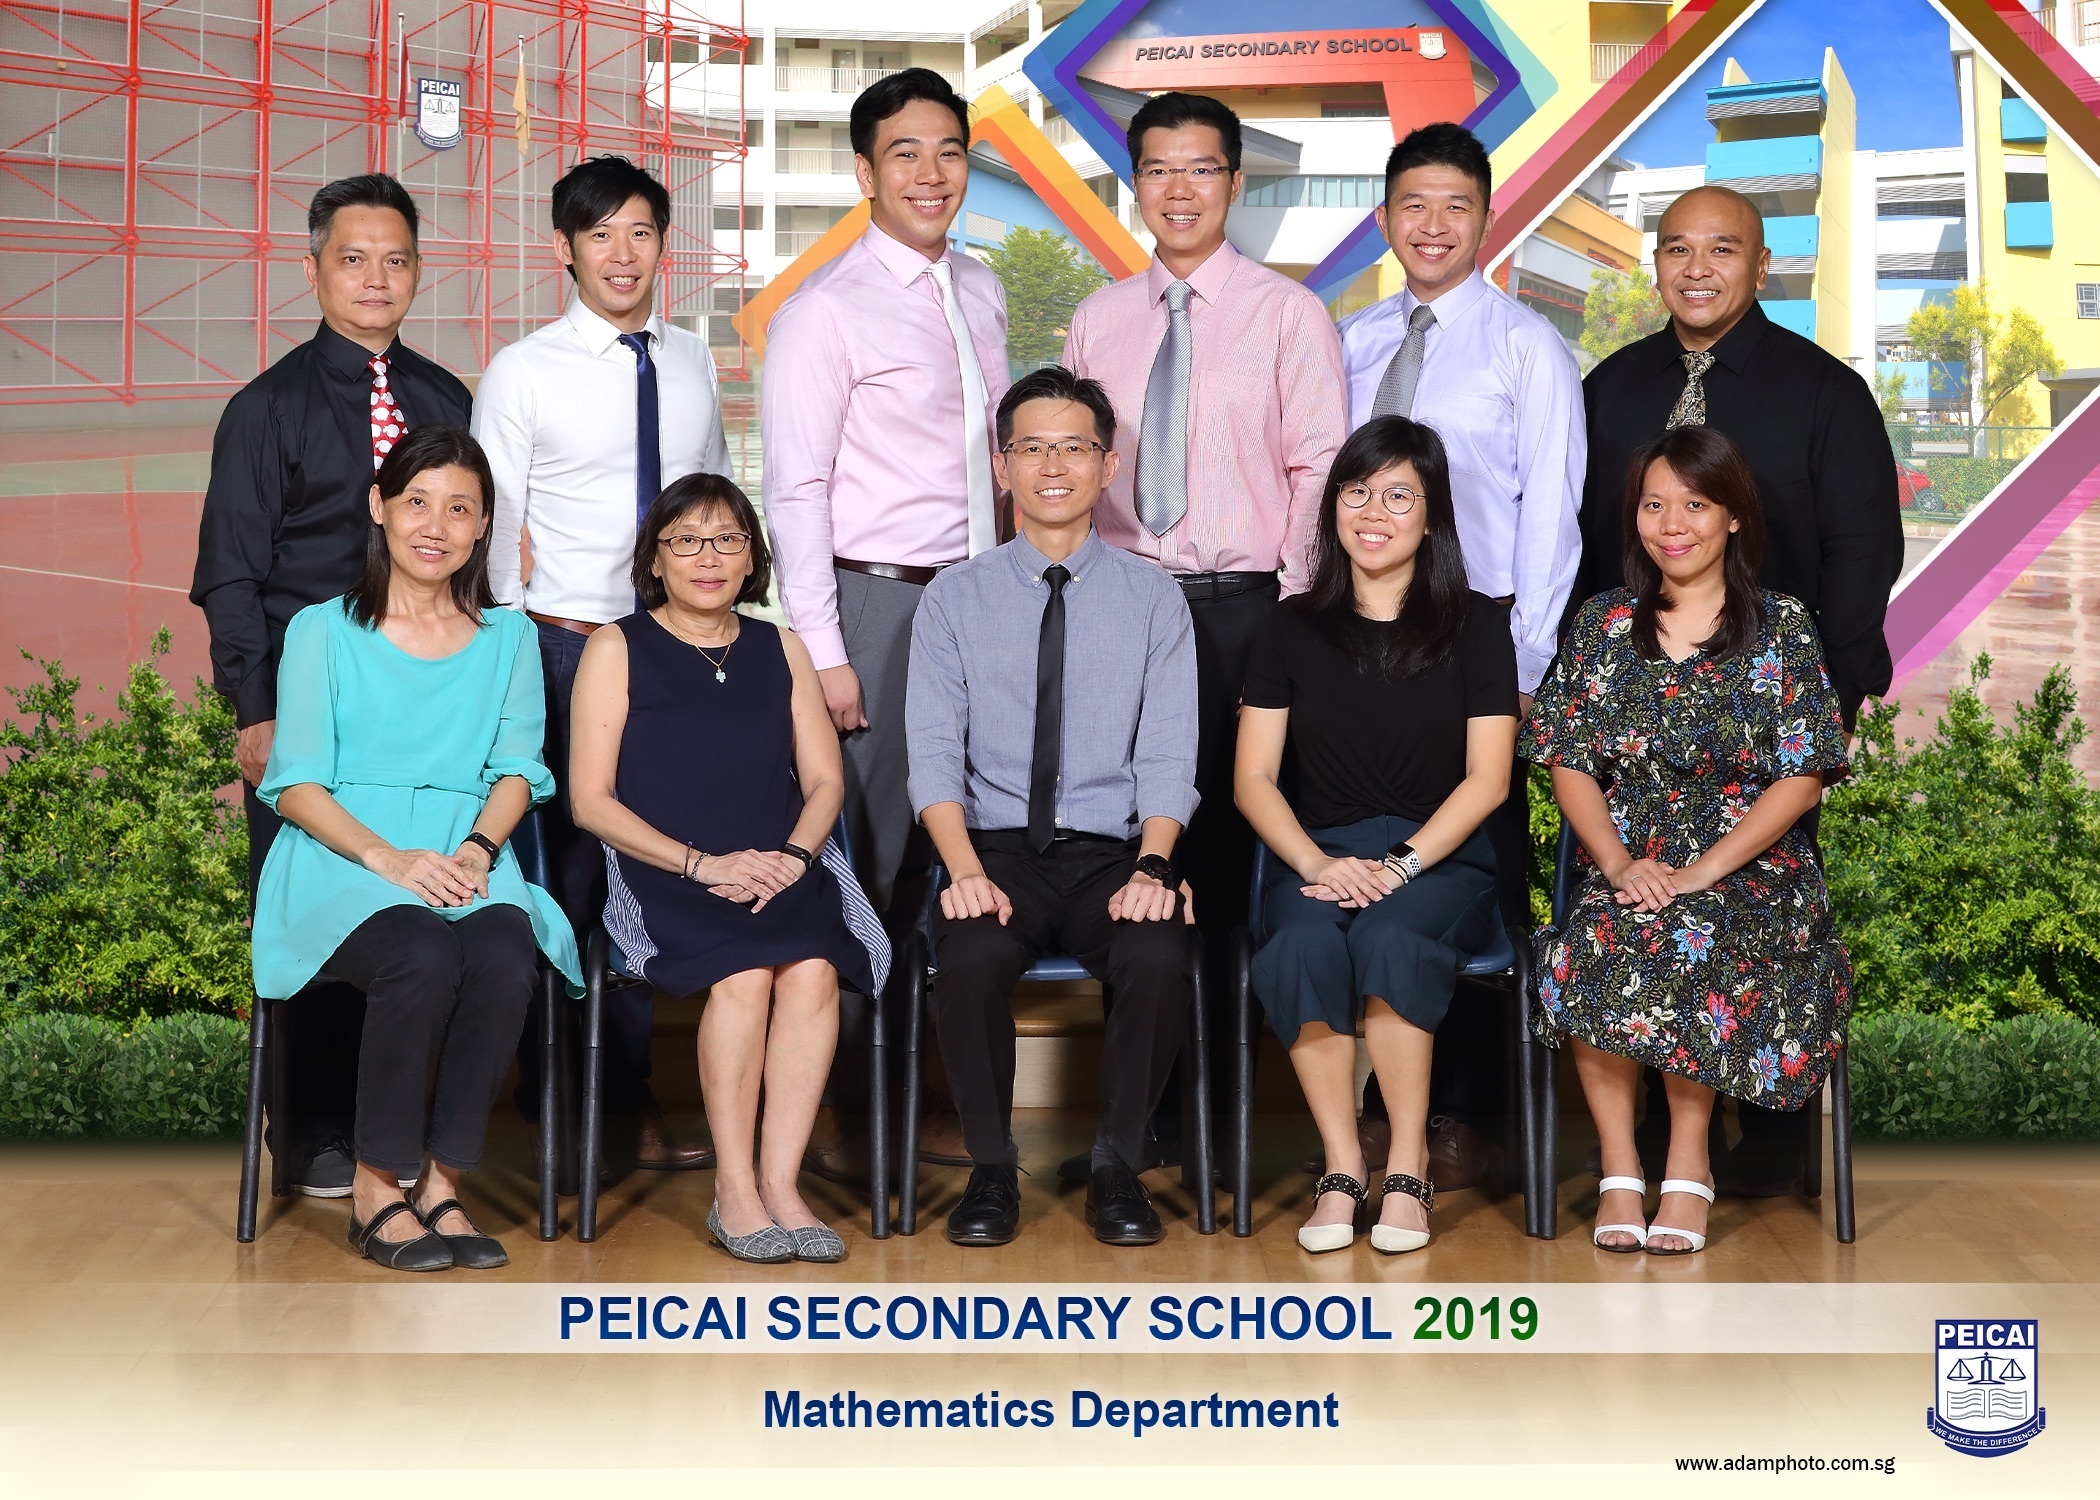 PEICAI SECONDARY SCHOOL
PEICAI
PEICAI
PEICAI SECONDARY SCHOOL 2019
Mathematics Department
PEICAI
WE MAKE THE DIFFERENCE
www.adamphoto.com.sg